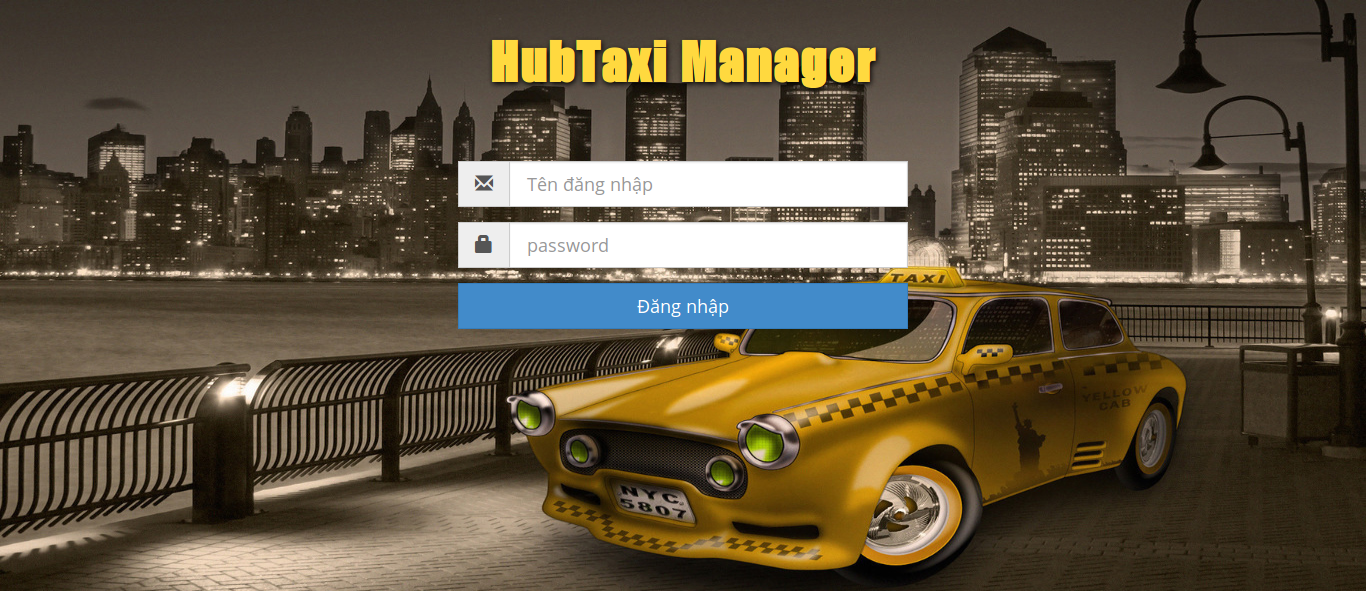 HubTaxi Manager
Tên đăng nhập
password
Đăng nhập
TAXI
YELLOW
CAB
NYC
5807